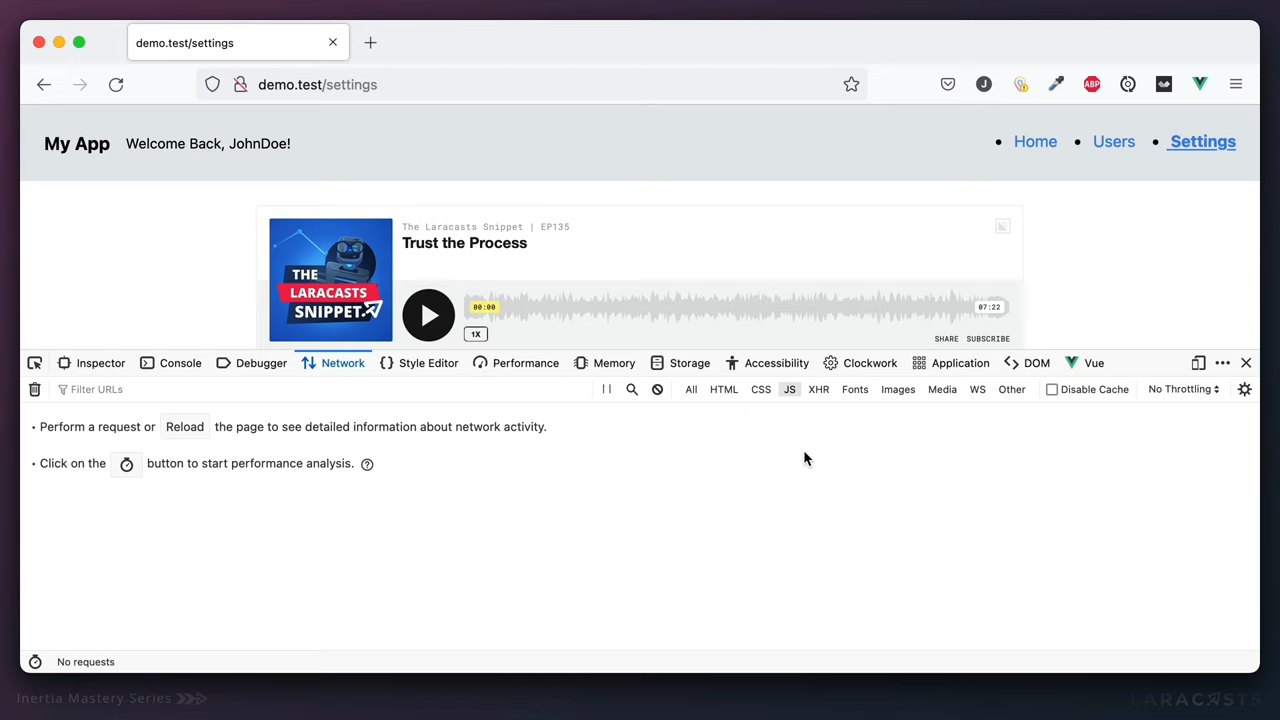 demo.test/settings
demo.test/settings
J
ABP
My App
Welcome Back, JohnDoe!
Home
Users
Settings
The Laracasts Snippet | EP135
Trust the Process
THE
LARACASTS
SNIPPET.
00:00
07:22
1X
SHARE SUBSCRIBE
Inspector
Console
Debugger
Network
Style Editor
Performance
Memory
Storage
Accessibility
Clockwork
Application
DOM
Vue
Filter URLs
All
HTML
CSS
JS
XHR
Fonts
Images
Media
WS
Other
Disable Cache
No Throttling
• Perform a request or Reload the page to see detailed information about network activity.
• Click on the button to start performance analysis.
No requests
Inertia Mastery Series
LARACASTS